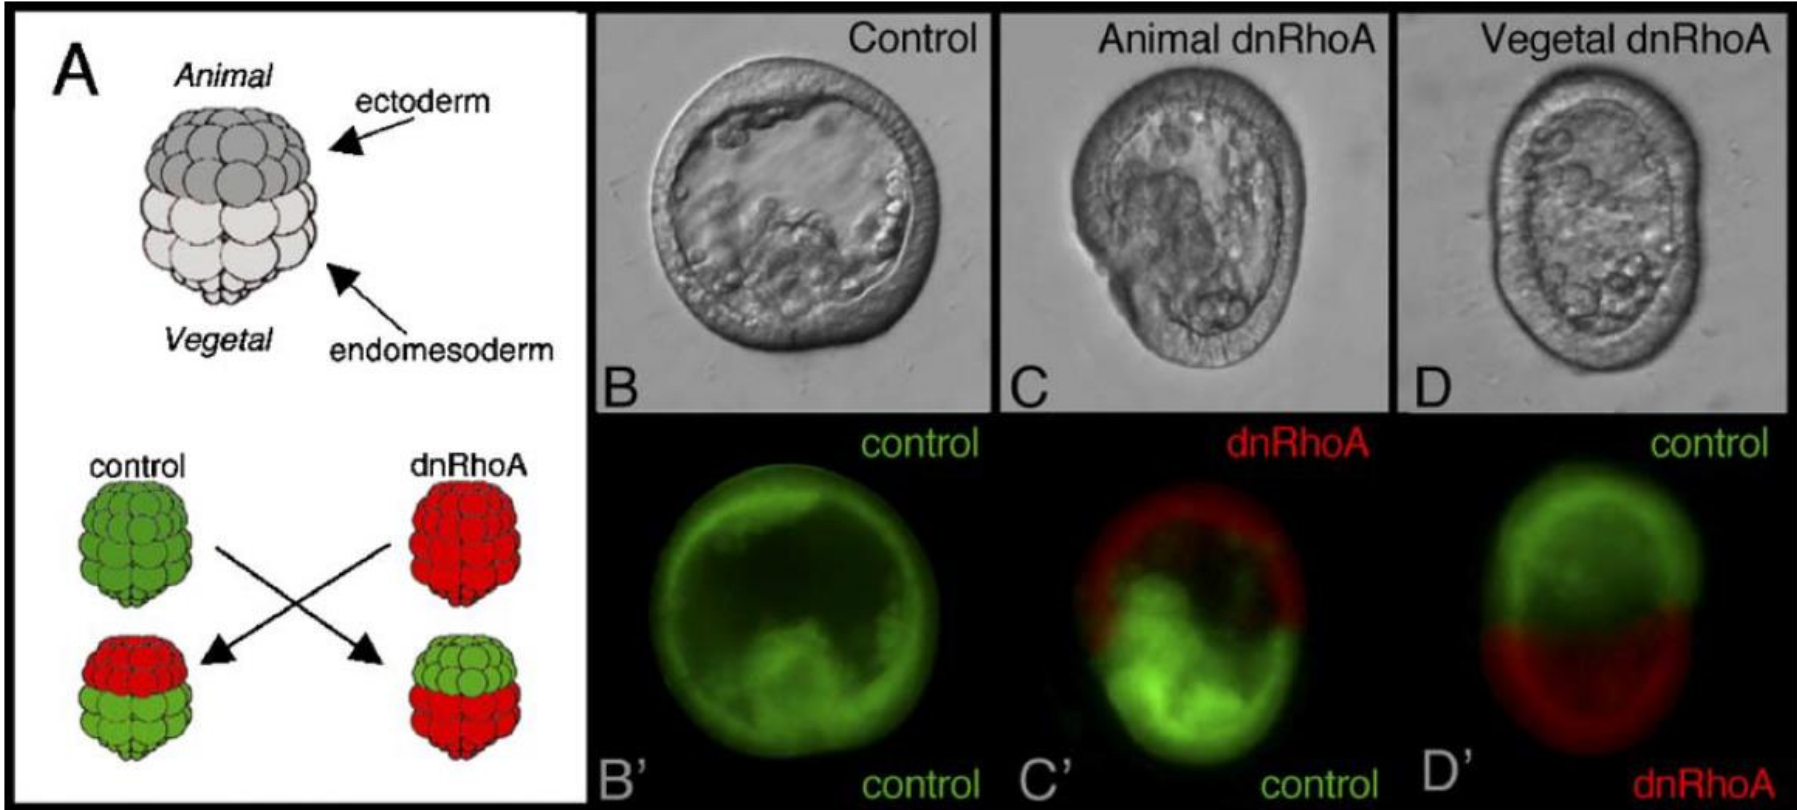 A
Animal
ectoderm
Vegetal
endomesoderm
control
dnRhoA
Control
B
Animal dnRhoA
C
Vegetal dnRhoA
D
control
B’
control
dnRhoA
C’
control
control
D’
dnRhoA